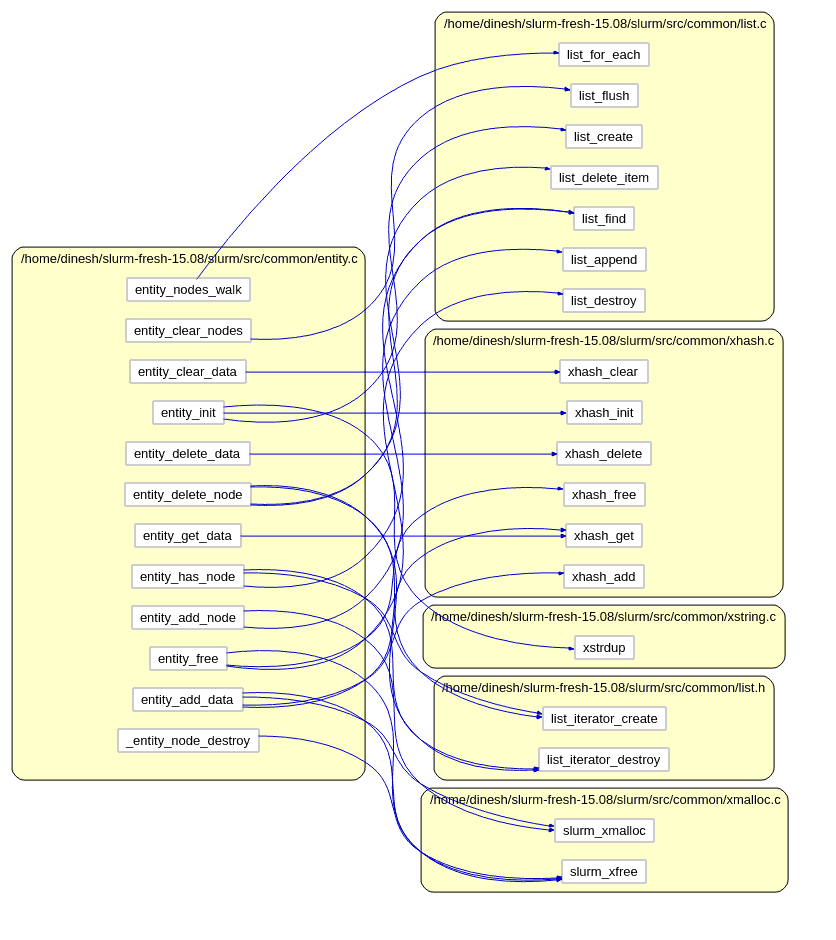 /home/dinesh/slurm-fresh-15.08/slurm/src/common/entity.c
entity_nodes_walk
entity_clear_nodes
entity_clear_data
entity_init
entity_delete_data
entity_delete_node
entity_get_data
entity_has_node
entity_add_node
entity_free
entity_add_data
_entity_node_destroy
/home/dinesh/slurm-fresh-15.08/slurm/src/common/list.c
list_for_each
list_flush
list_create
list_delete_item
list_find
list_append
list_destroy
/home/dinesh/slurm-fresh-15.08/slurm/src/common/xhash.c
xhash_clear
xhash_init
xhash_delete
xhash_free
xhash_get
xhash_add
/home/dinesh/slurm-fresh-15.08/slurm/src/common/xstring.c
xstrdup
/home/dinesh/slurm-fresh-15.08/slurm/src/common/list.h
list_iterator_create
list_iterator_destroy
/home/dinesh/slurm-fresh-15.08/slurm/src/common/xmalloc.c
slurm_xmalloc
slurm_xfree